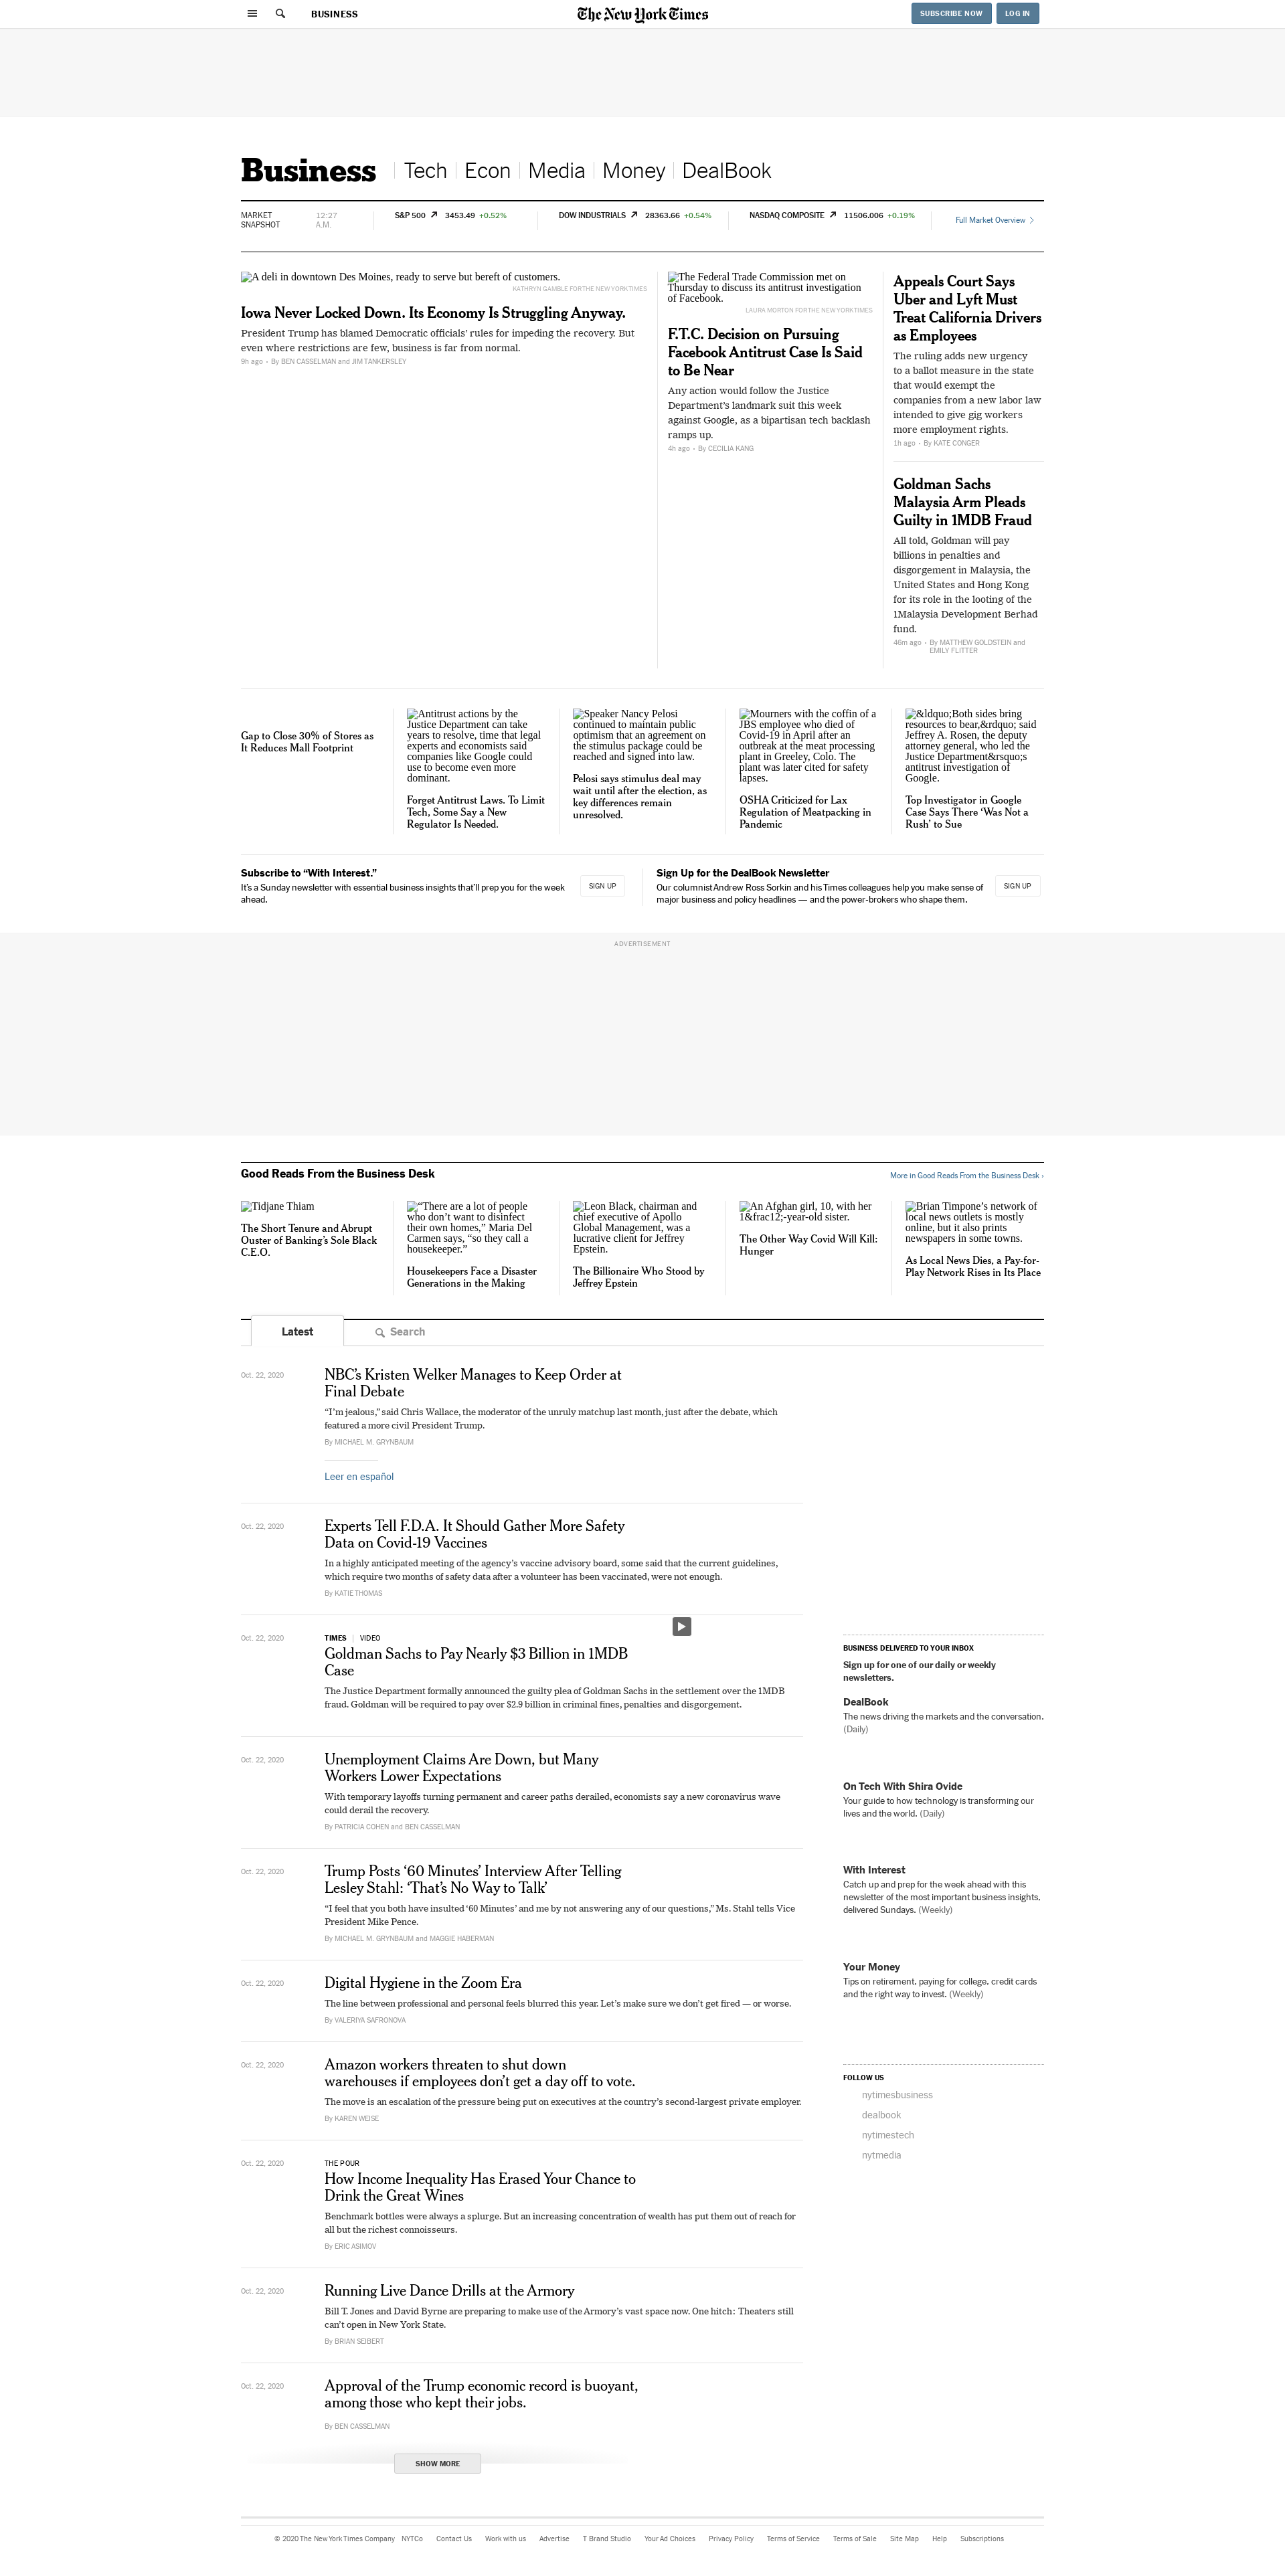 BUSINESS
The New York Times
SUBSCRIBE NOW
LOG IN
Business
Tech
Econ
Media
Money
DealBook
MARKET
SNAPSHOT
12:27
A.M.
S&P 500
3453.49 +0.52%
DOW INDUSTRIALS
28363.66 +0.54%
NASDAQ COMPOSITE
11506.006 +0.19%
Full Market Overview
A deli in downtown Des Moines, ready to serve but bereft of customers.
KATHRYN GAMBLE FOR THE NEW YORK TIMES
Iowa Never Locked Down. Its Economy Is Struggling Anyway.
President Trump has blamed Democratic officials’ rules for impeding the recovery. But
even where restrictions are few, business is far from normal.
9h ago • By BEN CASSELMAN and JIM TANKERSLEY
The Federal Trade Commission met on
Thursday to discuss its antitrust investigation
of Facebook.
LAURA MORTON FOR THE NEW YORK TIMES
F.T.C. Decision on Pursuing
Facebook Antitrust Case Is Said
to Be Near
Any action would follow the Justice
Department’s landmark suit this week
against Google, as a bipartisan tech backlash
ramps up.
4h ago • By CECILIA KANG
Appeals Court Says
Uber and Lyft Must
Treat California Drivers
as Employees
The ruling adds new urgency
to a ballot measure in the state
that would exempt the
companies from a new labor law
intended to give gig workers
more employment rights.
1h ago • By KATE CONGER
Goldman Sachs
Malaysia Arm Pleads
Guilty in 1MDB Fraud
All told, Goldman will pay
billions in penalties and
disgorgement in Malaysia, the
United States and Hong Kong
for its role in the looting of the
1Malaysia Development Berhad
fund.
46m ago • By MATTHEW GOLDSTEIN and
EMILY FLITTER
Gap to Close 30% of Stores as
It Reduces Mall Footprint
Antitrust actions by the
Justice Department can take
years to resolve, time that legal
experts and economists said
companies like Google could
use to become even more
dominant.
Forget Antitrust Laws. To Limit
Tech, Some Say a New
Regulator Is Needed.
Speaker Nancy Pelosi
continued to maintain public
optimism that an agreement on
the stimulus package could be
reached and signed into law.
Pelosi says stimulus deal may
wait until after the election, as
key differences remain
unresolved.
Mourners with the coffin of a
JBS employee who died of
Covid-19 in April after an
outbreak at the meat processing
plant in Greeley, Colo. The
plant was later cited for safety
lapses.
OSHA Criticized for Lax
Regulation of Meatpacking in
Pandemic
&ldquo;Both sides bring
resources to bear,&rdquo; said
Jeffrey A. Rosen, the deputy
attorney general, who led the
Justice Department&rsquo;s
antitrust investigation of
Google.
Top Investigator in Google
Case Says There ‘Was Not a
Rush’ to Sue
Subscribe to “With Interest.”
It’s a Sunday newsletter with essential business insights that’ll prep you for the week
ahead.
SIGN UP
Sign Up for the DealBook Newsletter
Our columnist Andrew Ross Sorkin and his Times colleagues help you make sense of
major business and policy headlines — and the power-brokers who shape them.
SIGN UP
ADVERTISEMENT
Good Reads From the Business Desk
More in Good Reads From the Business Desk ›
Tidjane Thiam
The Short Tenure and Abrupt
Ouster of Banking’s Sole Black
C.E.O.
“There are a lot of people
who don’t want to disinfect
their own homes,” Maria Del
Carmen says, “so they call a
housekeeper.”
Housekeepers Face a Disaster
Generations in the Making
Leon Black, chairman and
chief executive of Apollo
Global Management, was a
lucrative client for Jeffrey
Epstein.
The Billionaire Who Stood by
Jeffrey Epstein
An Afghan girl, 10, with her
1&frac12;-year-old sister.
The Other Way Covid Will Kill:
Hunger
Brian Timpone’s network of
local news outlets is mostly
online, but it also prints
newspapers in some towns.
As Local News Dies, a Pay-for-
Play Network Rises in Its Place
Latest
Search
Oct. 22, 2020
NBC’s Kristen Welker Manages to Keep Order at
Final Debate
“I’m jealous,” said Chris Wallace, the moderator of the unruly matchup last month, just after the debate, which
featured a more civil President Trump.
By MICHAEL M. GRYNBAUM
Leer en español
Oct. 22, 2020
Experts Tell F.D.A. It Should Gather More Safety
Data on Covid-19 Vaccines
In a highly anticipated meeting of the agency’s vaccine advisory board, some said that the current guidelines,
which require two months of safety data after a volunteer has been vaccinated, were not enough.
By KATIE THOMAS
Oct. 22, 2020
TIMES | VIDEO
Goldman Sachs to Pay Nearly $3 Billion in 1MDB
Case
The Justice Department formally announced the guilty plea of Goldman Sachs in the settlement over the 1MDB
fraud. Goldman will be required to pay over $2.9 billion in criminal fines, penalties and disgorgement.
Oct. 22, 2020
Unemployment Claims Are Down, but Many
Workers Lower Expectations
With temporary layoffs turning permanent and career paths derailed, economists say a new coronavirus wave
could derail the recovery.
By PATRICIA COHEN and BEN CASSELMAN
Oct. 22, 2020
Trump Posts ‘60 Minutes’ Interview After Telling
Lesley Stahl: ‘That’s No Way to Talk’
“I feel that you both have insulted ‘60 Minutes’ and me by not answering any of our questions,” Ms. Stahl tells Vice
President Mike Pence.
By MICHAEL M. GRYNBAUM and MAGGIE HABERMAN
Oct. 22, 2020
Digital Hygiene in the Zoom Era
The line between professional and personal feels blurred this year. Let’s make sure we don’t get fired — or worse.
By VALERIYA SAFRONOVA
Oct. 22, 2020
Amazon workers threaten to shut down
warehouses if employees don’t get a day off to vote.
The move is an escalation of the pressure being put on executives at the country’s second-largest private employer.
By KAREN WEISE
Oct. 22, 2020
THE POUR
How Income Inequality Has Erased Your Chance to
Drink the Great Wines
Benchmark bottles were always a splurge. But an increasing concentration of wealth has put them out of reach for
all but the richest connoisseurs.
By ERIC ASIMOV
Oct. 22, 2020
Running Live Dance Drills at the Armory
Bill T. Jones and David Byrne are preparing to make use of the Armory’s vast space now. One hitch: Theaters still
can’t open in New York State.
By BRIAN SEIBERT
Oct. 22, 2020
Approval of the Trump economic record is buoyant,
among those who kept their jobs.
By BEN CASSELMAN
SHOW MORE
BUSINESS DELIVERED TO YOUR INBOX
Sign up for one of our daily or weekly
newsletters.
DealBook
The news driving the markets and the conversation.
(Daily)
On Tech With Shira Ovide
Your guide to how technology is transforming our
lives and the world. (Daily)
With Interest
Catch up and prep for the week ahead with this
newsletter of the most important business insights,
delivered Sundays. (Weekly)
Your Money
Tips on retirement, paying for college, credit cards
and the right way to invest. (Weekly)
FOLLOW US
nytimesbusiness
dealbook
nytimestech
nytmedia
© 2020 The New York Times Company
NYTCo
Contact Us
Work with us
Advertise
T Brand Studio
Your Ad Choices
Privacy Policy
Terms of Service
Terms of Sale
Site Map
Help
Subscriptions